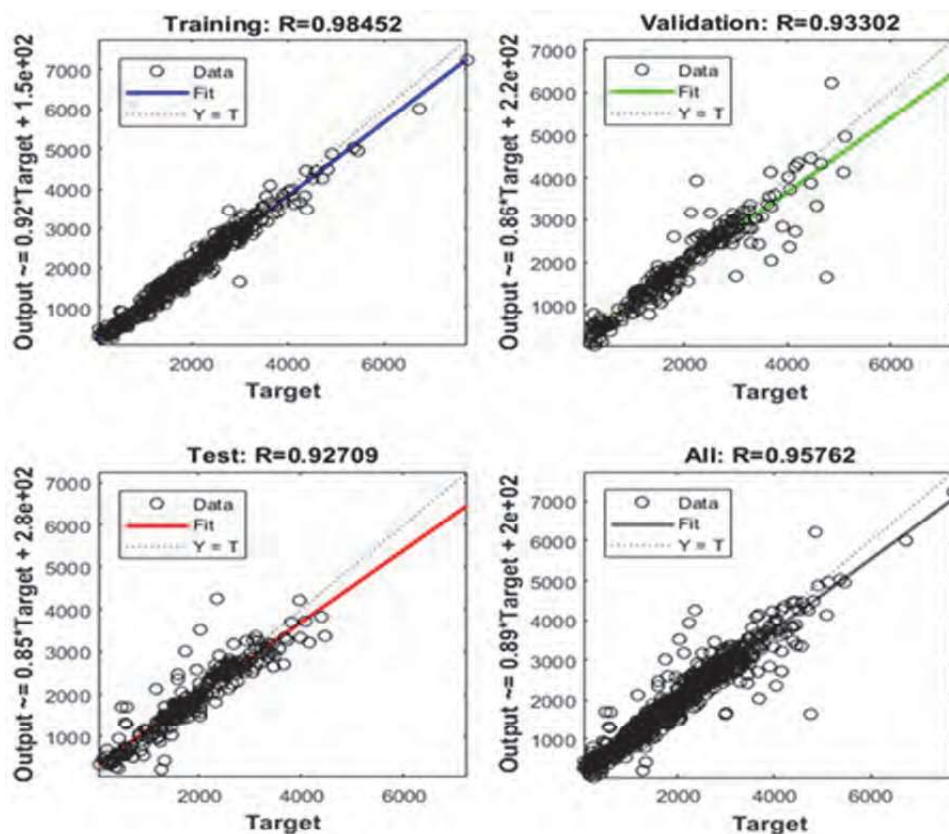 Training: R=0.98452
Output ~= 0.92*Target + 1.5e+02
7000
6000
5000
4000
3000
2000
1000
Data
Fit
Y = T
2000
4000
6000
Target
Validation: R=0.93302
Output ~= 0.86*Target + 2.2e+02
7000
6000
5000
4000
3000
2000
1000
Data
Fit
Y = T
2000
4000
6000
Target
Test: R=0.92709
Output ~= 0.85*Target + 2.8e+02
7000
6000
5000
4000
3000
2000
1000
Data
Fit
Y = T
2000
4000
6000
Target
All: R=0.95762
Output ~= 0.89*Target + 2e+02
7000
6000
5000
4000
3000
2000
1000
Data
Fit
Y = T
2000
4000
6000
Target